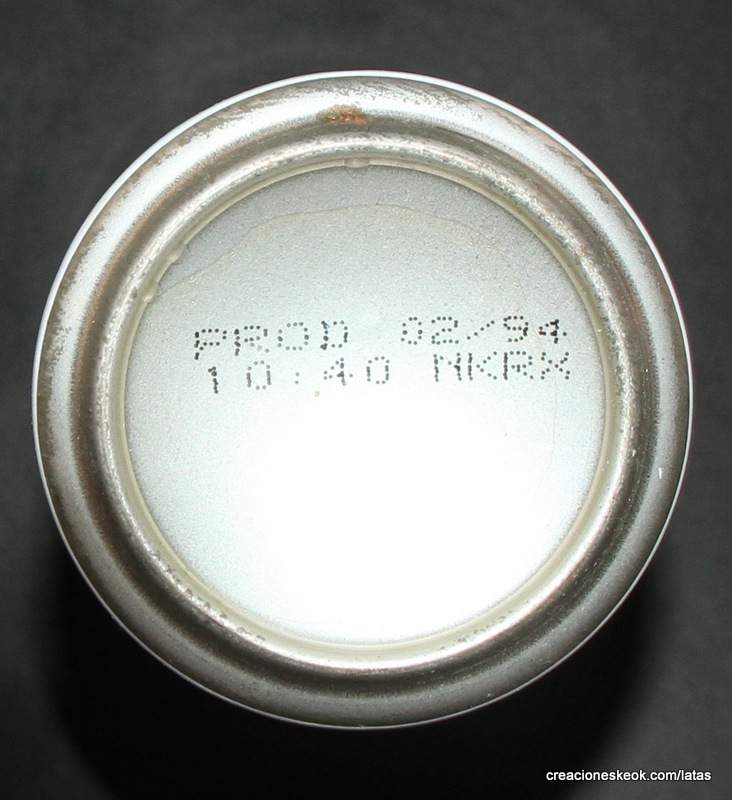 PROD 02/94
10:40 MKRX
creacioneskeok.com/latas